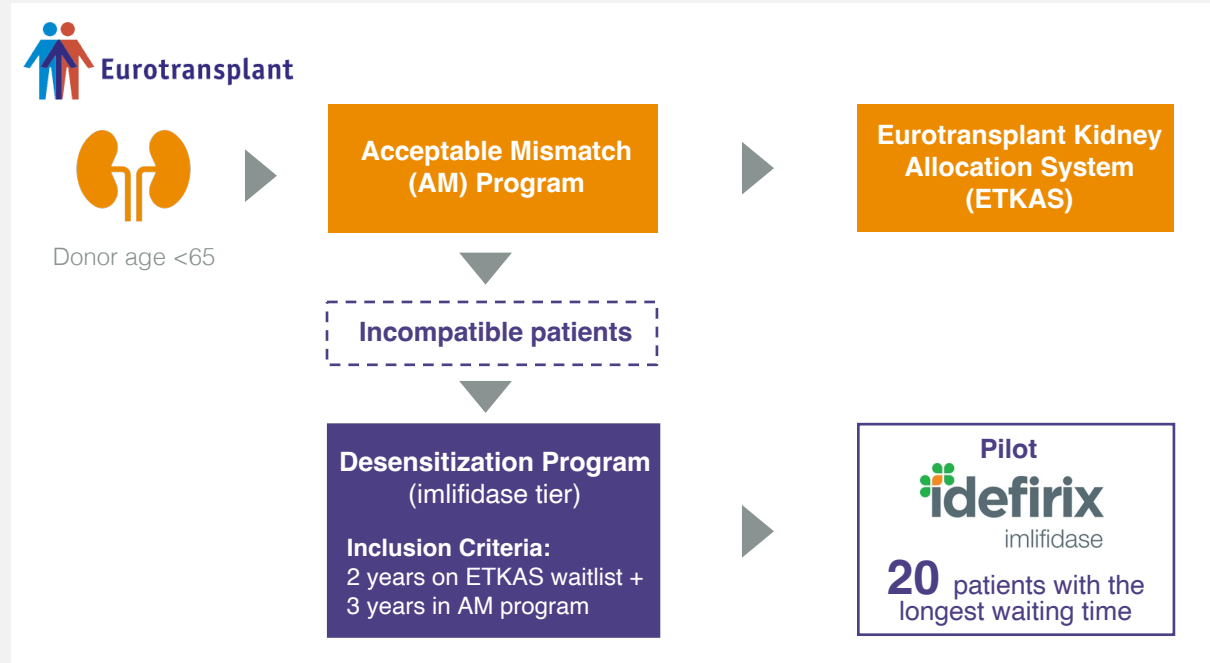 Eurotransplant
Donor age <65
Acceptable Mismatch
(AM) Program
Eurotransplant Kidney
Allocation System
(ETKAS)
Incompatible patients
Desensitization Program
(imlifidase tier)
Inclusion Criteria:
2 years on ETKAS waitlist +
3 years in AM program
Pilot
idefirix
imlifidase
20 patients with the
longest waiting time